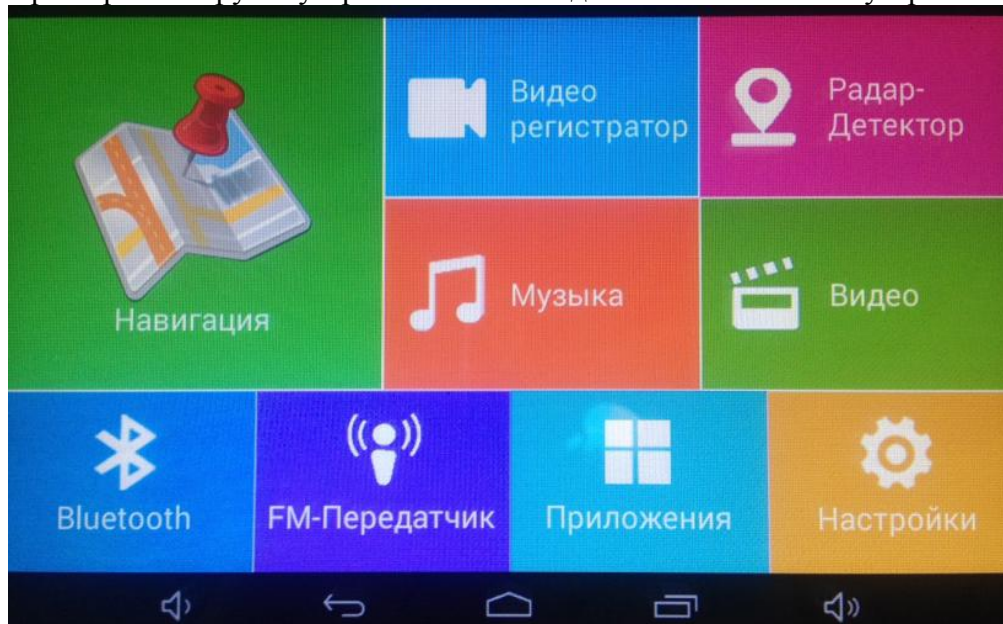 Навигация
Видео
регистратор
Радар-
Детектор
Музыка
Видео
Bluetooth
FM-Передатчик
Приложения
Настройки